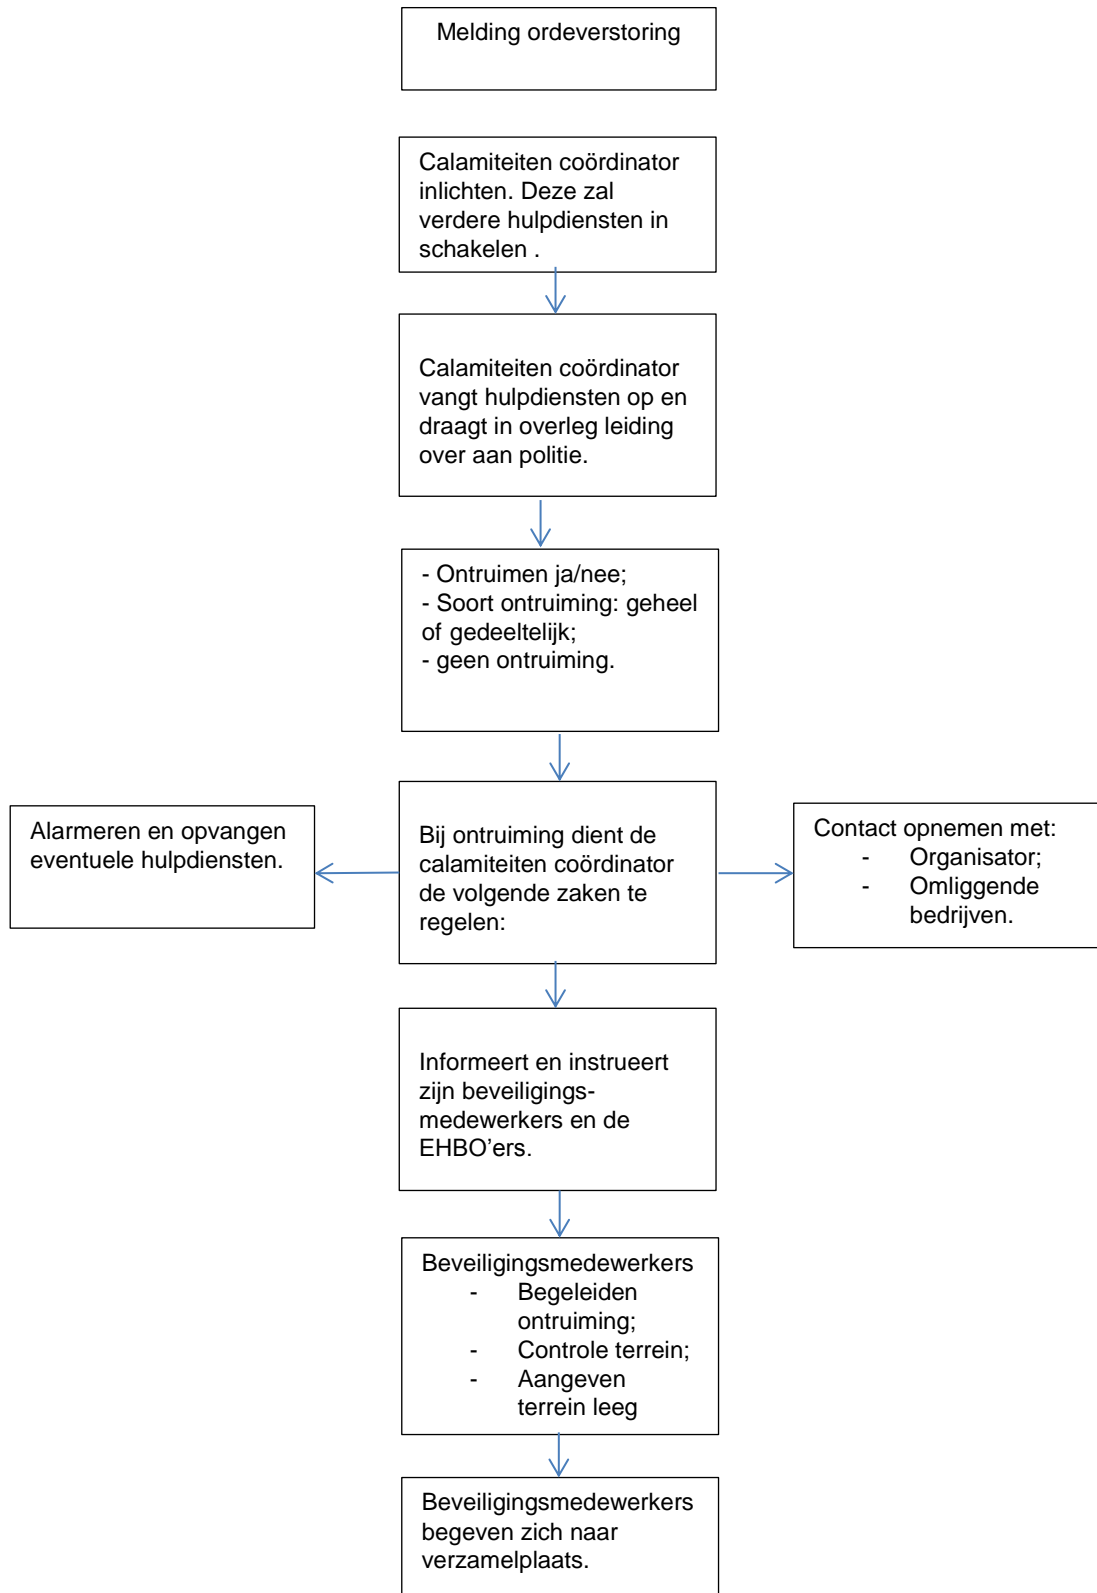 Melding ordeverstoring
Calamiteiten coördinator
inlichten. Deze zal
verdere hulpdiensten in
schakelen .
Calamiteiten coördinator
vangt hulpdiensten op en
draagt in overleg leiding
over aan politie.
- Ontruimen ja/nee;
- Soort ontruiming: geheel
of gedeeltelijk;
- geen ontruiming.
Alarmeren en opvangen
eventuele hulpdiensten.
Bij ontruiming dient de
calamiteiten coördinator
de volgende zaken te
regelen:
Contact opnemen met:
- Organisator;
- Omliggende
bedrijven.
Informeert en instrueert
zijn beveiligings-
medewerkers en de
EHBO’ers.
Beveiligingsmedewerkers
- Begeleiden
ontruiming;
- Controle terrein;
- Aangeven
terrein leeg
Beveiligingsmedewerkers
begeven zich naar
verzamelplaats.